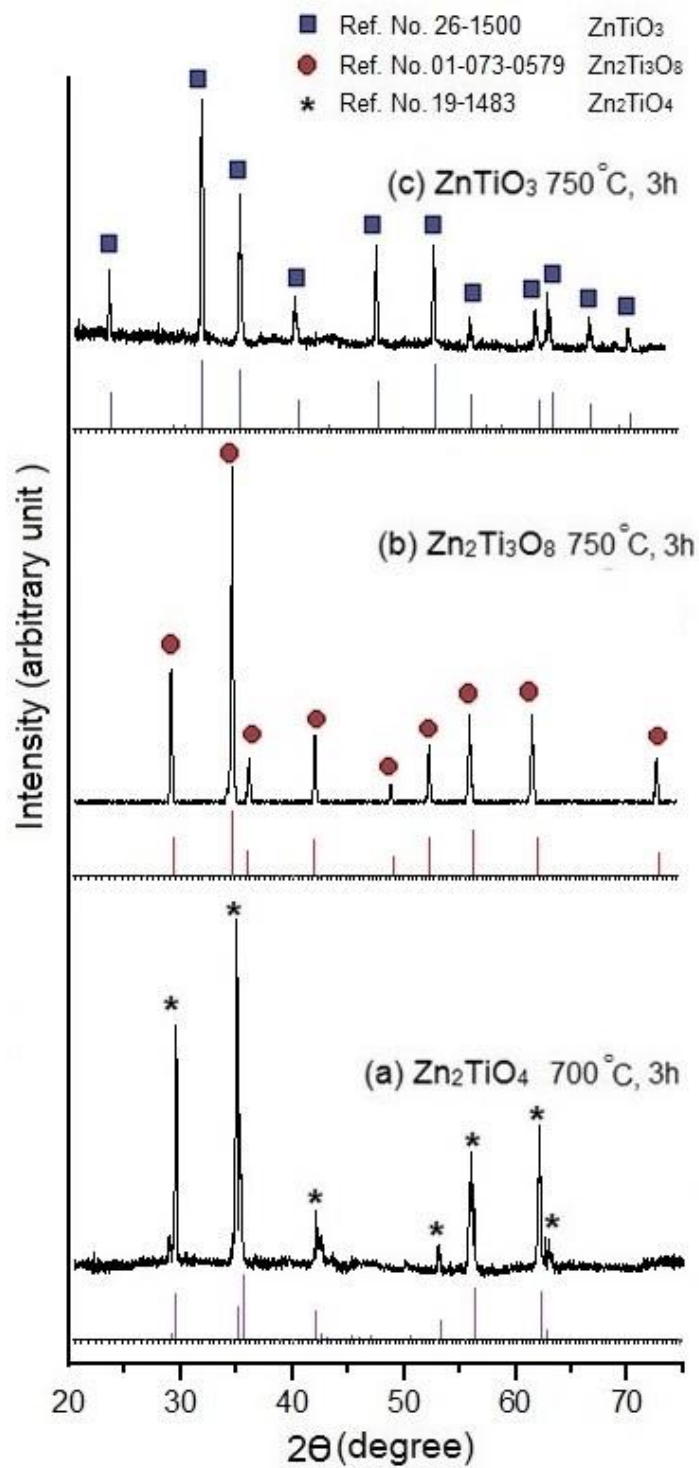 ■ Ref. No. 26-1500 ZnTiO₃
● Ref. No. 01-073-0579 Zn₂Ti₃O₈
* Ref. No. 19-1483 Zn₂TiO₄
(c) ZnTiO₃ 750 °C, 3h
(b) Zn₂Ti₃O₈ 750 °C, 3h
(a) Zn₂TiO₄ 700 °C, 3h
Intensity (arbitrary unit )
20 30 40 50 60 70
2Θ (degree)